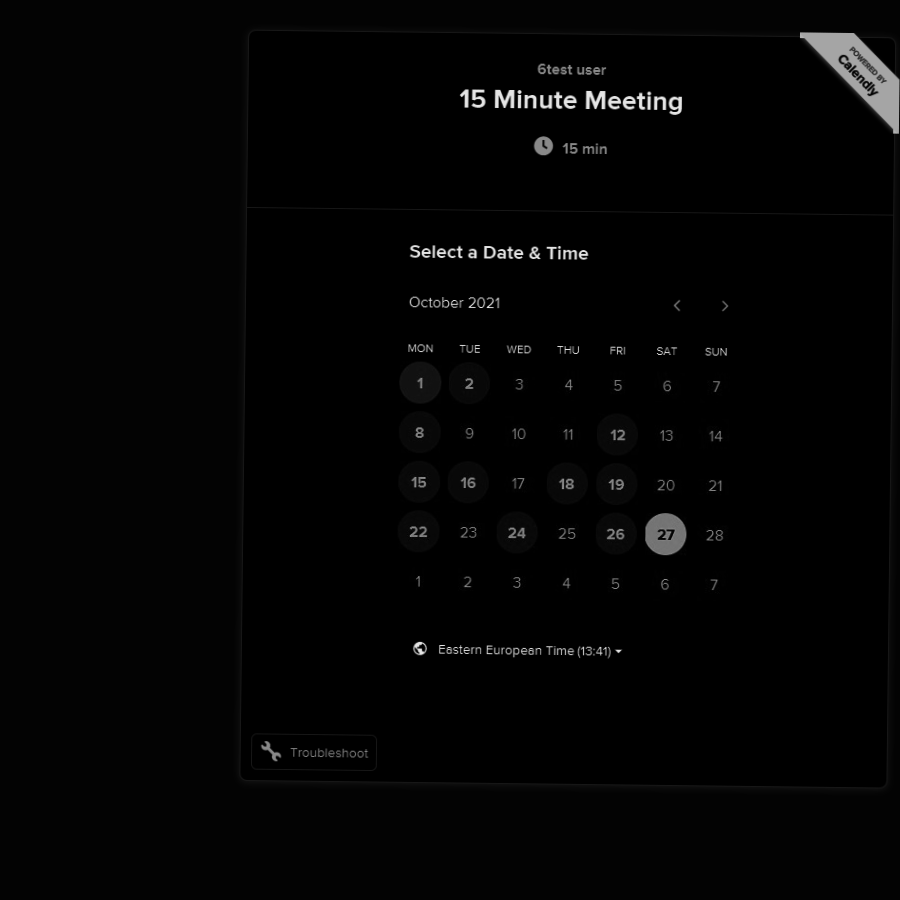 POWERED BY
Calendly
6test user
15 Minute Meeting
15 min
Select a Date & Time
October 2021
MON TUE WED THU FRI SAT SUN
1 2 3 4 5 6 7
8 9 10 11 12 13 14
15 16 17 18 19 20 21
22 23 24 25 26 27 28
1 2 3 4 5 6 7
Eastern European Time (13:41)
Troubleshoot